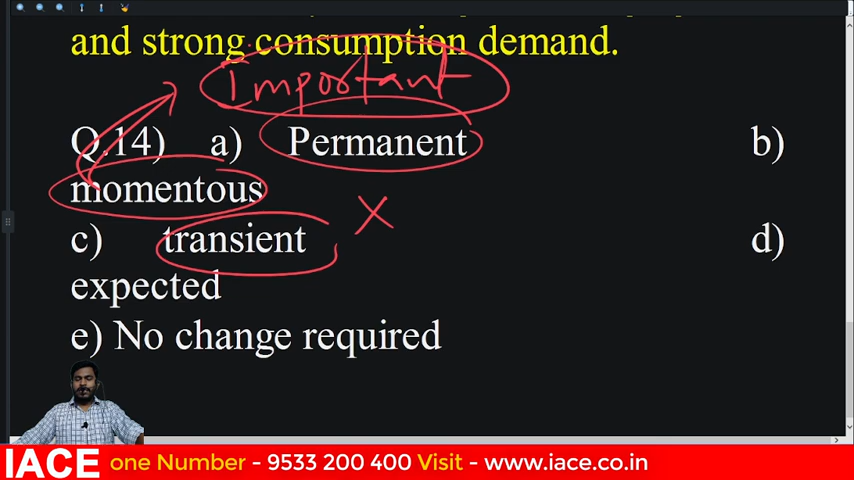 and strong consumption demand.
Important
Q.14) a) Permanent b)
momentous
c) transient d)
expected
e) No change required
IACE one Number - 9533 200 400 Visit - www.iace.co.in